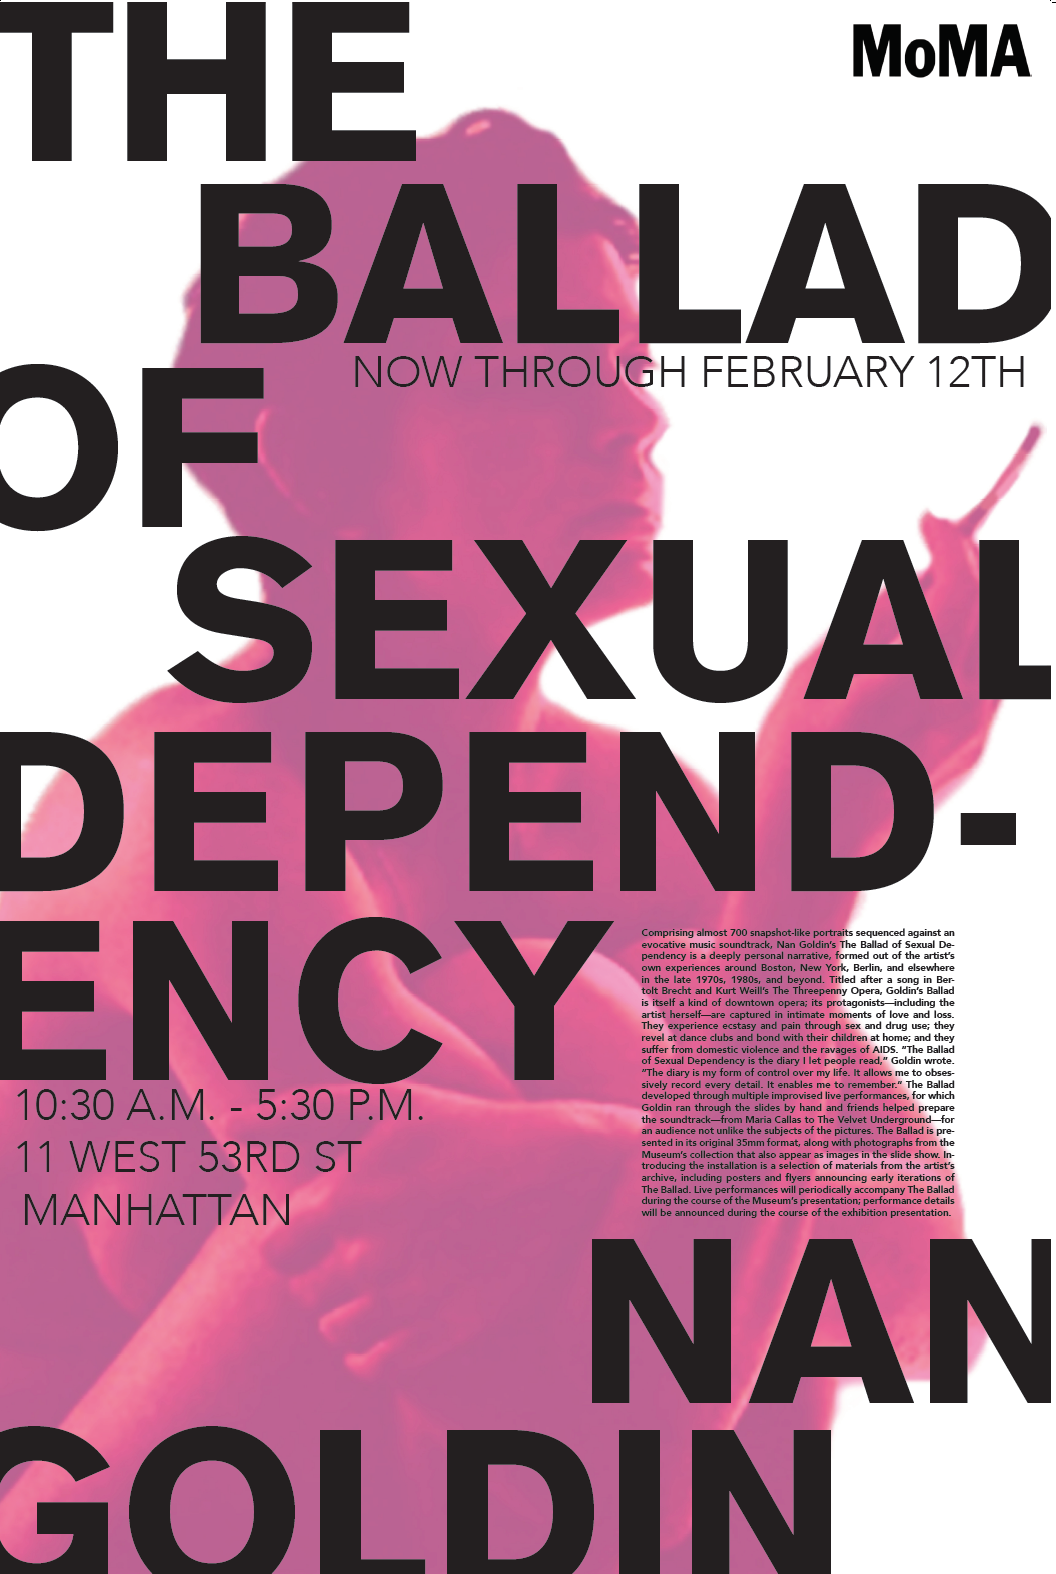 THE
MoMA
BALLAD
NOW THROUGH FEBRUARY 12TH
OF
SEXUAL
DEPEND-
ENCY
Comprising almost 700 snapshot-like portraits sequenced against an
evocative music soundtrack, Nan Goldin's The Ballad of Sexual De-
pendency is a deeply personal narrative, formed out of the artist's
own experiences around Boston, New York, Berlin, and elsewhere
in the late 1970s, 1980s, and beyond. Titled after a song in Ber-
tolt Brecht and Kurt Weill's The Threepenny Opera, Goldin's Ballad
is itself a kind of downtown opera; its protagonists—including the
artist herself—are captured in intimate moments of love and loss.
They experience ecstasy and pain through sex and drug use; they
revel at dance clubs and bond with their children at home; and they
suffer from domestic violence and the ravages of AIDS. "The Ballad
of Sexual Dependency is the diary I let people read," Goldin wrote.
"The diary is my form of control over my life. It allows me to obses-
sively record every detail. It enables me to remember." The Ballad
developed through multiple improvised live performances, for which
Goldin ran through the slides by hand and friends helped prepare
the soundtrack—from Maria Callas to The Velvet Underground—for
an audience not unlike the subjects of the pictures. The Ballad is pre-
sented in its original 35mm format, along with photographs from the
Museum's collection that also appear as images in the slide show. In-
troducing the installation is a selection of materials from the artist's
archive, including posters and flyers announcing early iterations of
The Ballad. Live performances will periodically accompany The Ballad
during the course of the Museum's presentation; performance details
will be announced during the course of the exhibition presentation.
10:30 A.M. - 5:30 P.M.
11 WEST 53RD ST
MANHATTAN
NAN
GOLDIN